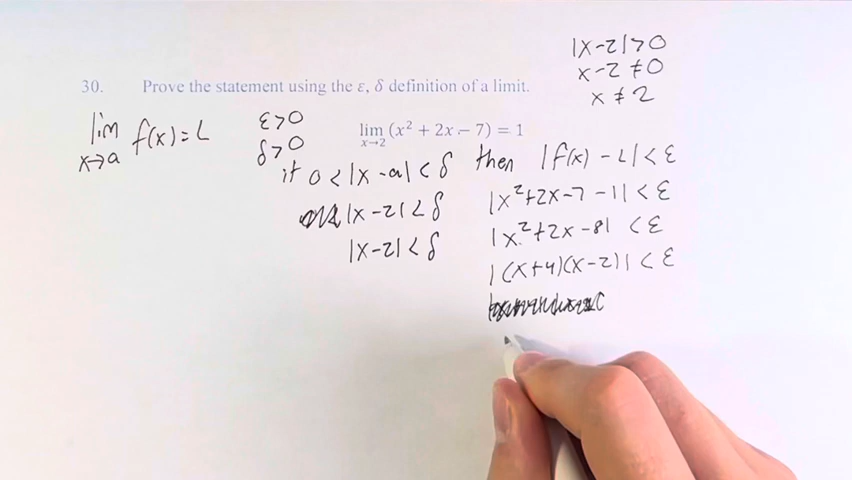 |x-2|>0
x-2≠0
x≠2
30. Prove the statement using the ε, δ definition of a limit.
lim x→a f(x)=L
ε>0
δ>0
lim x→2 (x² + 2x - 7) = 1
if 0<|x-a|<δ then |f(x) - L|<ε
|x-2|<δ
|x²+2x-7-1|<ε
|x-2|<δ
|x²+2x-8| <ε
|(x+4)(x-2)|<ε